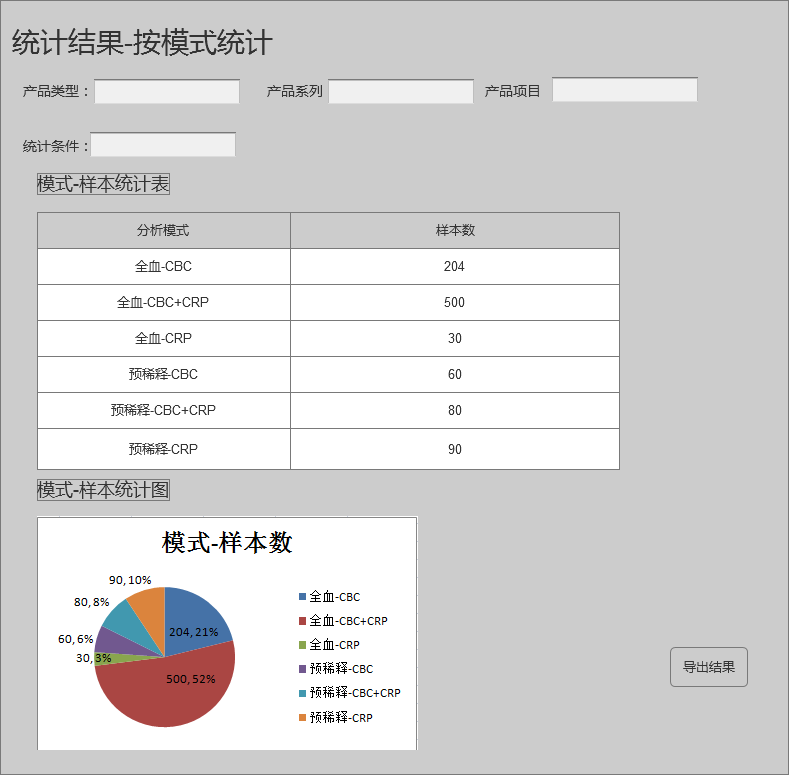 统计结果-按模式统计
产品类型： 产品系列 产品项目
统计条件：
模式-样本统计表
分析模式 样本数
全血-CBC 204
全血-CBC+CRP 500
全血-CRP 30
预稀释-CBC 60
预稀释-CBC+CRP 80
预稀释-CRP 90
模式-样本统计图
模式-样本数
90, 10%
80, 8%
60, 6%
30, 3%
204, 21%
500, 52%
全血-CBC
全血-CBC+CRP
全血-CRP
预稀释-CBC
预稀释-CBC+CRP
预稀释-CRP
导出结果